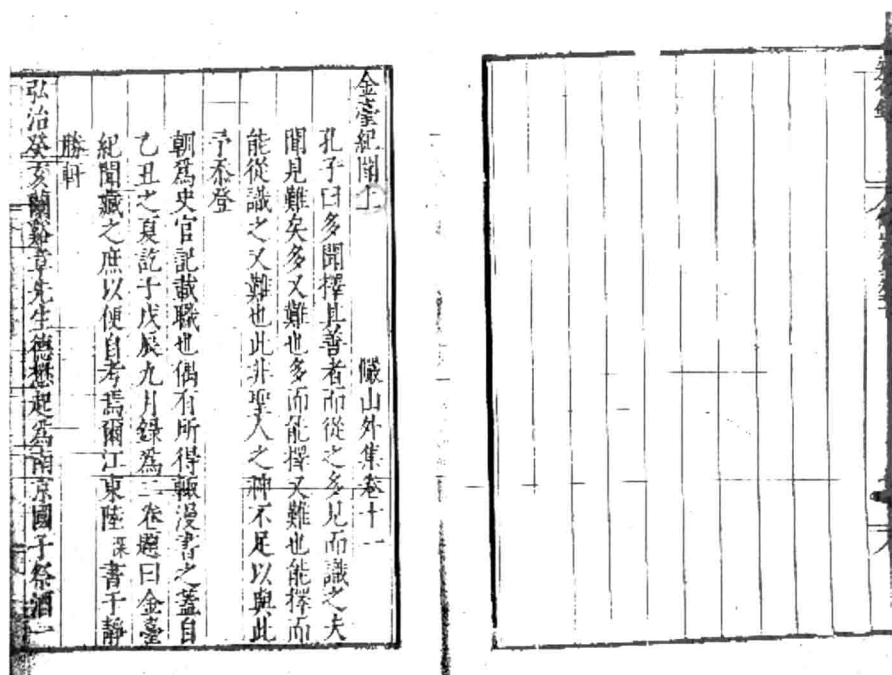 金臺紀聞上
儼山外集卷十一
孔子曰多聞擇其善者而從之多見而識之夫
聞見難矣多又難也多而能擇又難也能擇而
能從識之又難也此非聖人之神不足以與此
予忝登
朝爲史官記載職也偶有所得輙漫書之蓋自
乙丑之夏訖于戊辰九月錄爲二卷題曰金臺
紀聞藏之庶以便自考焉爾江東陸深書于靜
勝軒
弘治癸亥蘭谿章先生德懋起爲南京國子祭酒一